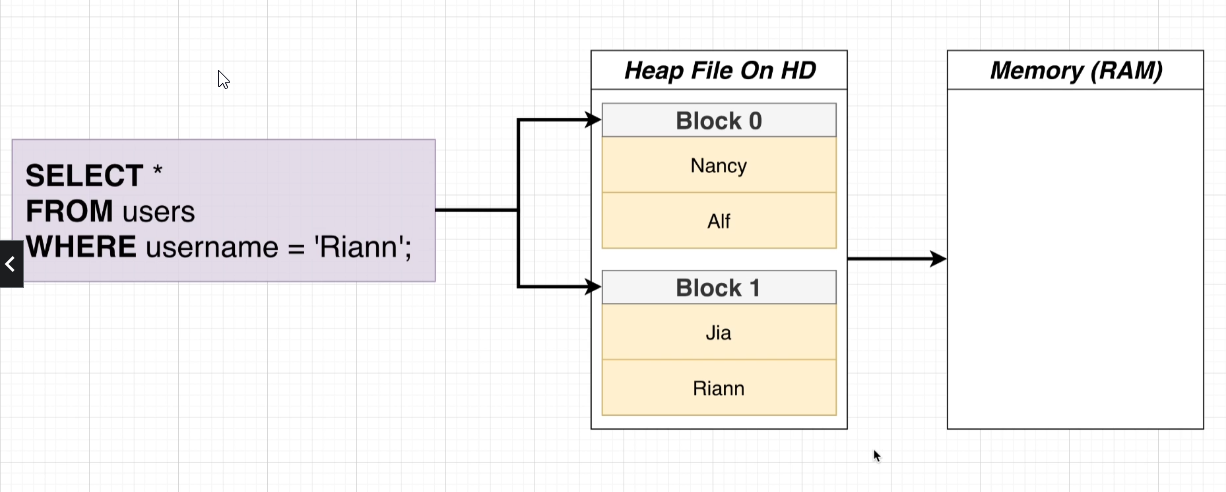 SELECT *
FROM users
WHERE username = 'Riann';
Heap File On HD
Block 0
Nancy
Alf
Block 1
Jia
Riann
Memory (RAM)